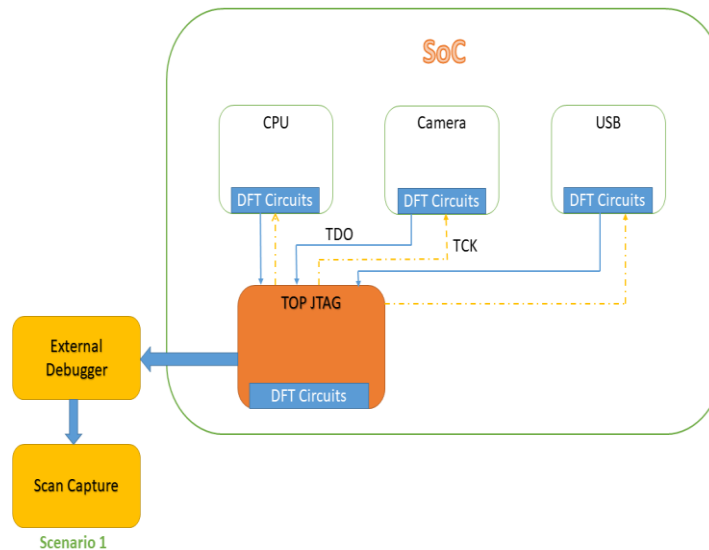 SoC
CPU
Camera
USB
DFT Circuits
DFT Circuits
DFT Circuits
TDO
TCK
TOP JTAG
External
Debugger
DFT Circuits
Scan Capture
Scenario 1